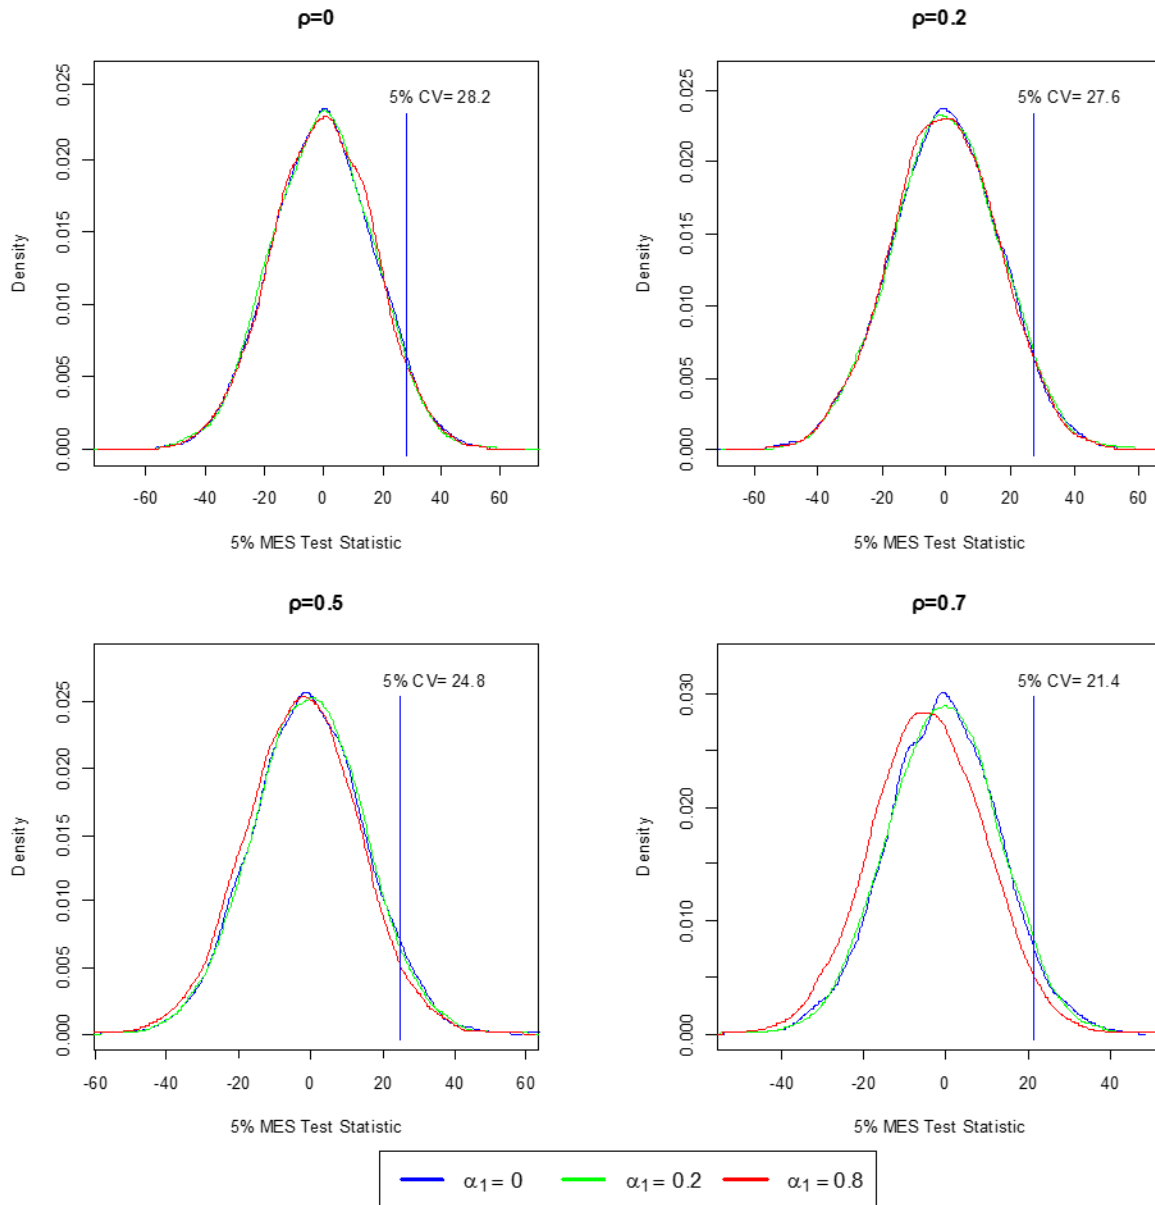 ρ=0
5% CV= 28.2
Density
0.000 0.005 0.010 0.015 0.020 0.025
-60 -40 -20 0 20 40 60
5% MES Test Statistic
ρ=0.2
5% CV= 27.6
Density
0.000 0.005 0.010 0.015 0.020 0.025
-60 -40 -20 0 20 40 60
5% MES Test Statistic
ρ=0.5
5% CV= 24.8
Density
0.000 0.005 0.010 0.015 0.020 0.025
-60 -40 -20 0 20 40 60
5% MES Test Statistic
ρ=0.7
5% CV= 21.4
Density
0.000 0.010 0.020 0.030
-40 -20 0 20 40
5% MES Test Statistic
α₁ = 0 α₁ = 0.2 α₁ = 0.8